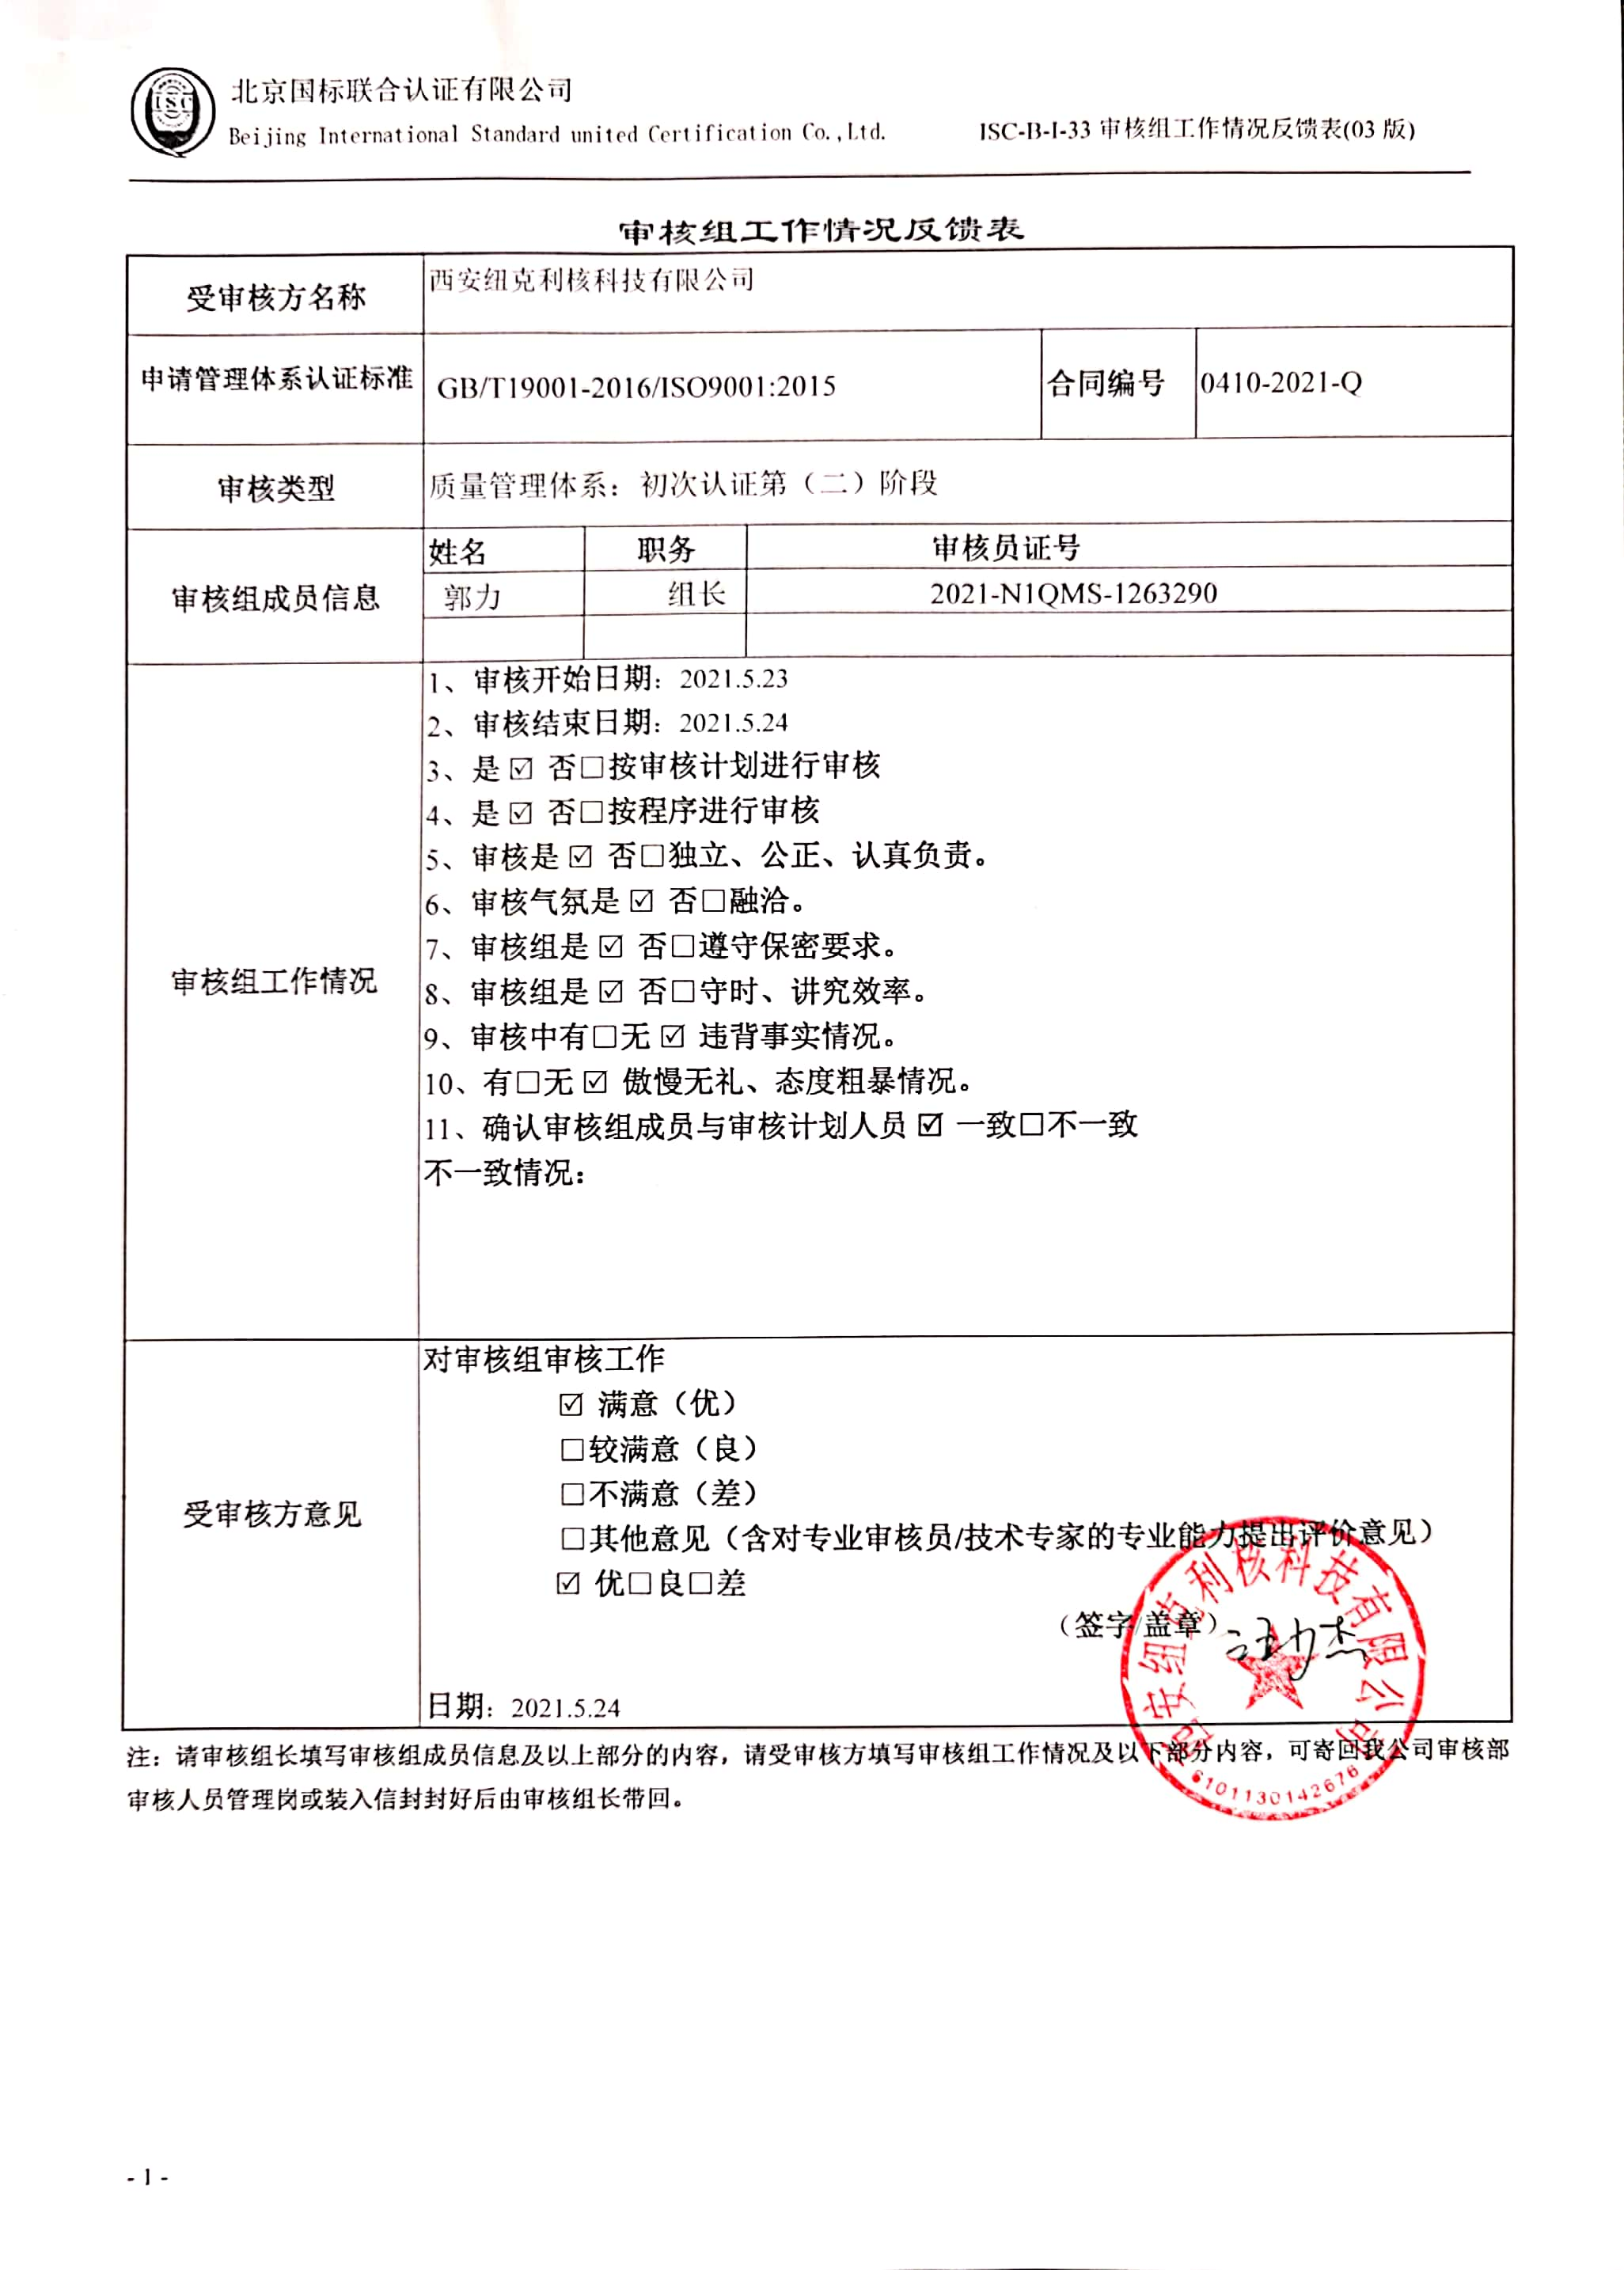 ISC
北京国标联合认证有限公司
Beijing International Standard united Certification Co.,Ltd.
ISC-B-I-33 审核组工作情况反馈表(03 版)
审核组工作情况反馈表
受审核方名称 西安纽克利核科技有限公司
申请管理体系认证标准 GB/T19001-2016/ISO9001:2015 合同编号 0410-2021-Q
审核类型 质量管理体系：初次认证第（二）阶段
审核组成员信息
姓名 职务 审核员证号
郭力 组长 2021-N1QMS-1263290
审核组工作情况
1、审核开始日期：2021.5.23
2、审核结束日期：2021.5.24
3、是☑ 否□按审核计划进行审核
4、是☑ 否□按程序进行审核
5、审核是☑ 否□独立、公正、认真负责。
6、审核气氛是☑ 否□融洽。
7、审核组是☑ 否□遵守保密要求。
8、审核组是☑ 否□守时、讲究效率。
9、审核中有□无☑ 违背事实情况。
10、有□无☑ 傲慢无礼、态度粗暴情况。
11、确认审核组成员与审核计划人员☑ 一致□不一致
不一致情况：
受审核方意见
对审核组审核工作
☑ 满意（优）
□较满意（良）
□不满意（差）
□其他意见（含对专业审核员/技术专家的专业能力提出评价意见）
☑ 优□良□差
（签字/盖章）
西安纽克利核科技有限公司
6101130142676
日期：2021.5.24
注：请审核组长填写审核组成员信息及以上部分的内容，请受审核方填写审核组工作情况及以下部分内容，可寄回我公司审核部
审核人员管理岗或装入信封封好后由审核组长带回。
- 1 -